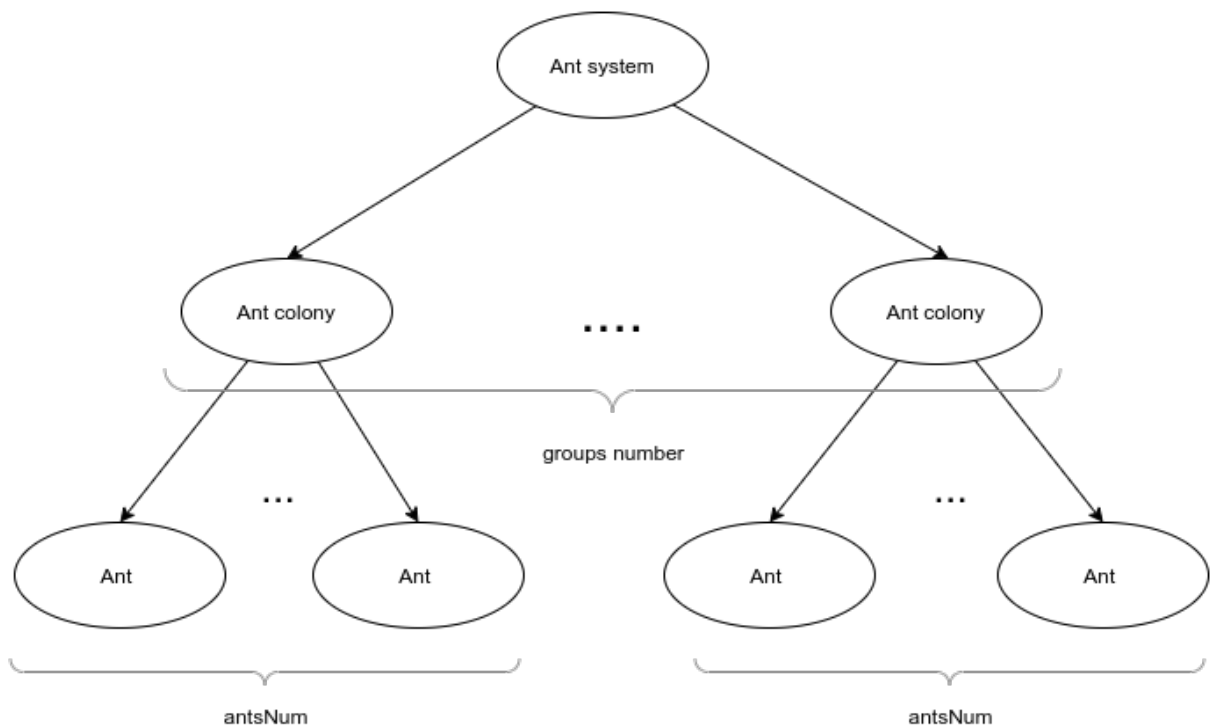 Ant system
Ant colony
....
Ant colony
groups number
...
...
Ant
Ant
Ant
Ant
antsNum
antsNum